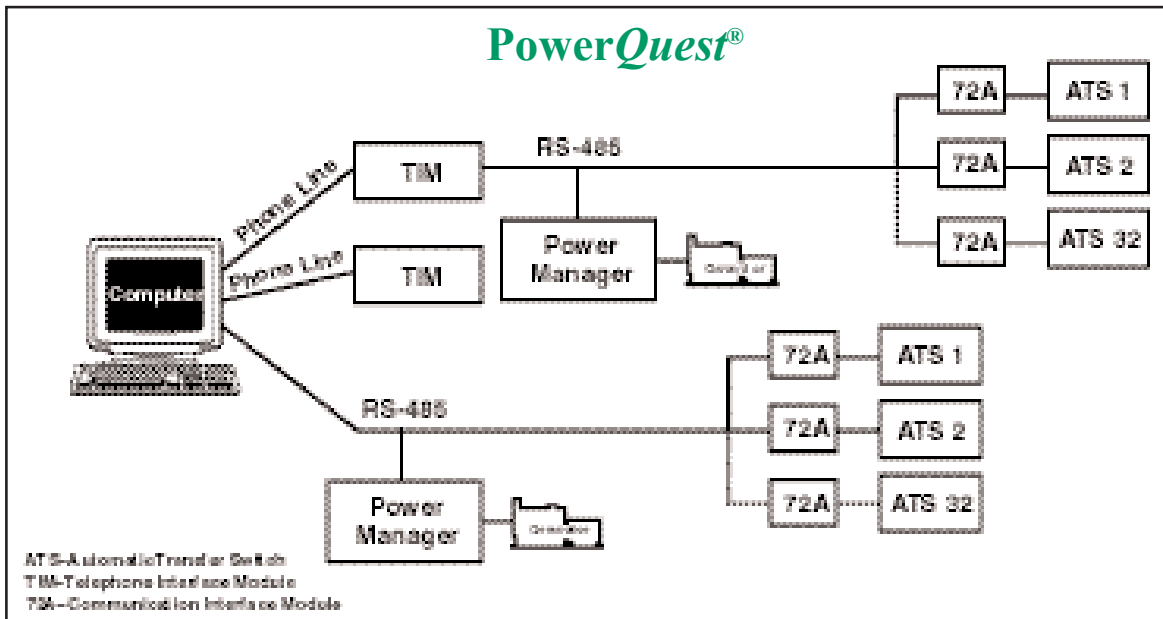 PowerQuest®
72A
ATS 1
RS-485
Phone Line
TIM
72A
ATS 2
72A
ATS 32
Power
Manager
Generator
Phone Line
TIM
Computer
72A
ATS 1
RS-485
72A
ATS 2
72A
ATS 32
Power
Manager
Generator
ATS-Automatic Transfer Switch
TIM-Telephone Interface Module
72A-Communication Interface Module